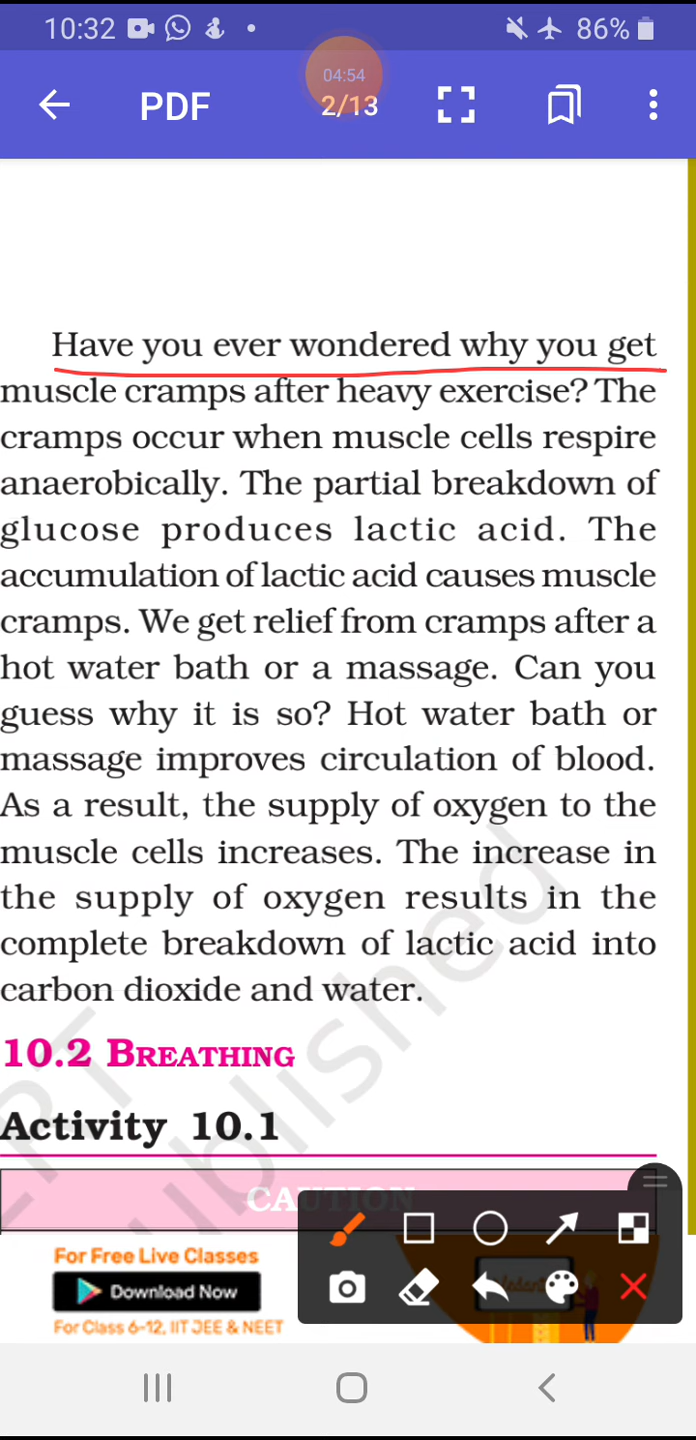 10:32 86%
04:54
PDF 2/13
Have you ever wondered why you get
muscle cramps after heavy exercise? The
cramps occur when muscle cells respire
anaerobically. The partial breakdown of
glucose produces lactic acid. The
accumulation of lactic acid causes muscle
cramps. We get relief from cramps after a
hot water bath or a massage. Can you
guess why it is so? Hot water bath or
massage improves circulation of blood.
As a result, the supply of oxygen to the
muscle cells increases. The increase in
the supply of oxygen results in the
complete breakdown of lactic acid into
carbon dioxide and water.
10.2 BREATHING
Activity 10.1
CAUTION
For Free Live Classes
Download Now
For Class 6-12, IIT JEE & NEET